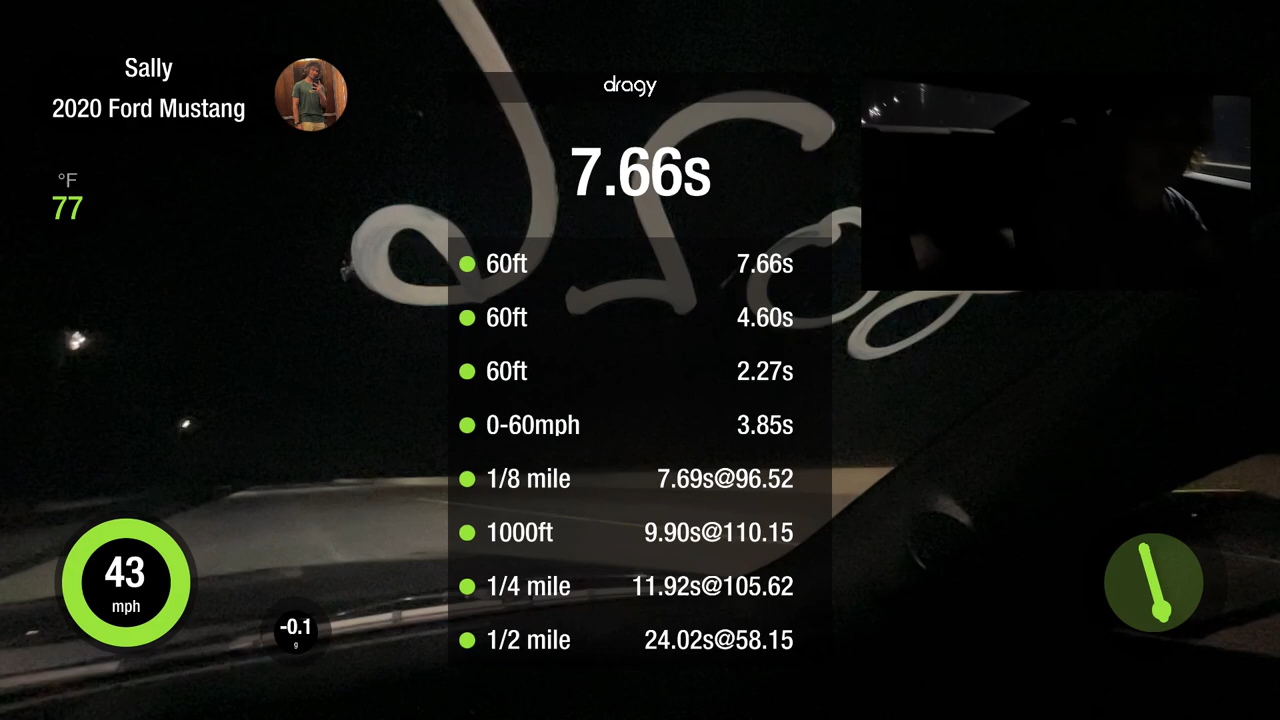 Sally
2020 Ford Mustang
°F
77
dragy
7.66s
60ft 7.66s
60ft 4.60s
60ft 2.27s
0-60mph 3.85s
1/8 mile 7.69s@96.52
1000ft 9.90s@110.15
1/4 mile 11.92s@105.62
1/2 mile 24.02s@58.15
43
mph
-0.1
g